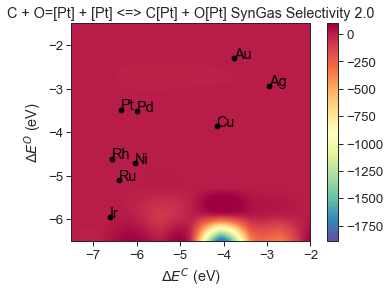 C + O=[Pt] + [Pt] <=> C[Pt] + O[Pt] SynGas Selectivity 2.0
−2
−3
−4
−5
−6
ΔE^O (eV)
Au
Ag
Pt
Pd
Cu
Rh
Ni
Ru
Ir
−7
−6
−5
−4
−3
−2
ΔE^C (eV)
0
−250
−500
−750
−1000
−1250
−1500
−1750